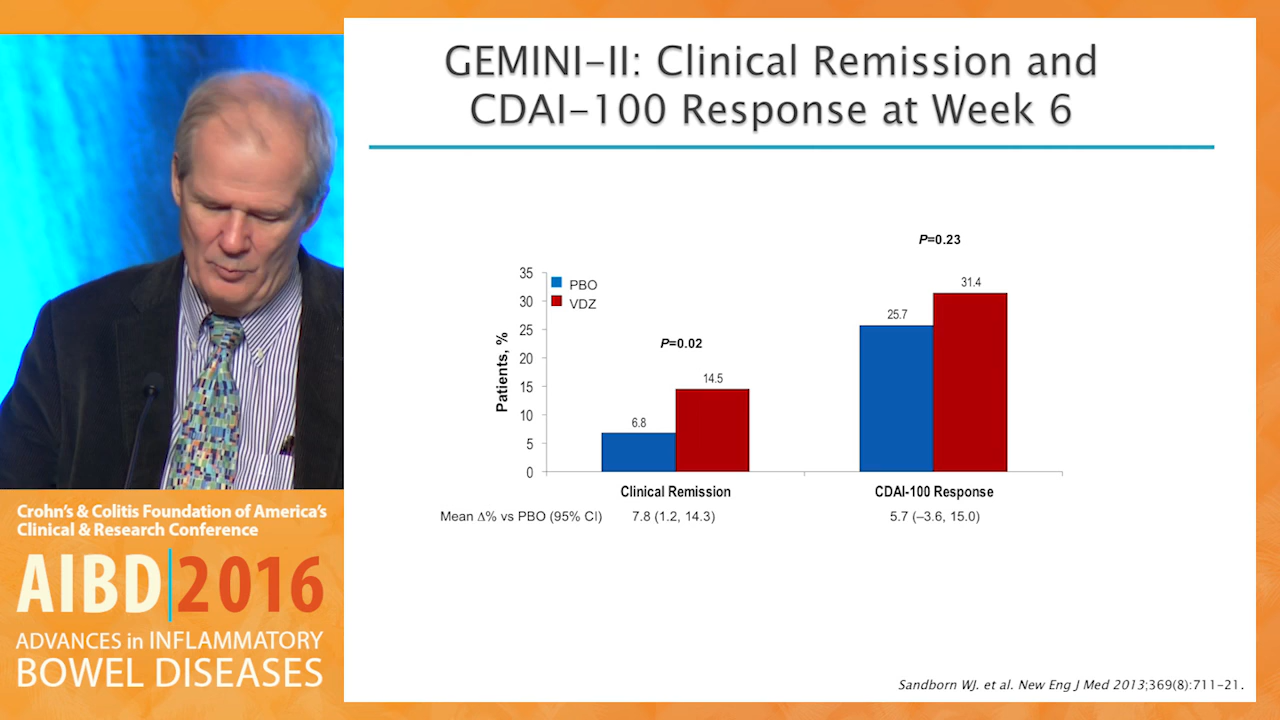 GEMINI–II: Clinical Remission and
CDAI–100 Response at Week 6
P=0.23
35
30
25
20
15
10
5
0
Patients, %
PBO
VDZ
P=0.02
6.8
14.5
25.7
31.4
Clinical Remission
CDAI-100 Response
Mean Δ% vs PBO (95% CI)
7.8 (1.2, 14.3)
5.7 (–3.6, 15.0)
Sandborn WJ. et al. New Eng J Med 2013;369(8):711–21.
Crohn's & Colitis Foundation of America's
Clinical & Research Conference
AIBD|2016
ADVANCES in INFLAMMATORY
BOWEL DISEASES